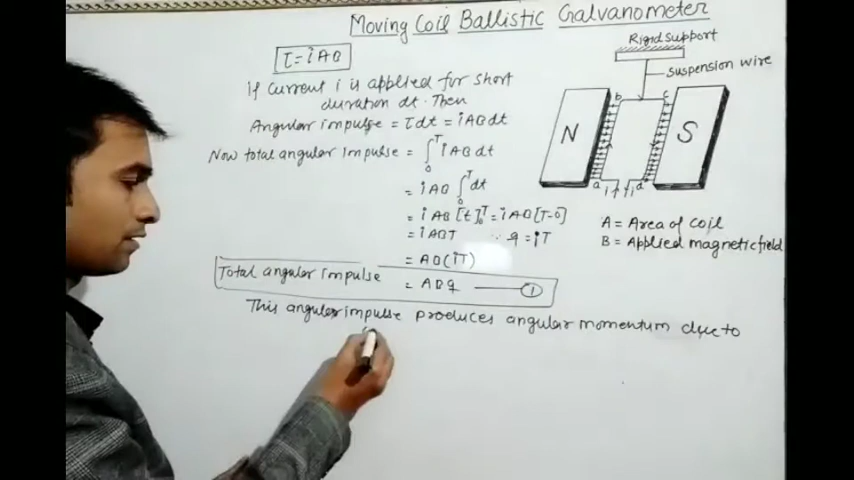 Moving Coil Ballistic Galvanometer
τ = iAB
If current i is applied for short
duration dt. Then
Angular impulse = τdt = iABdt
Now total angular impulse = ∫₀ᵀ iABdt
= iAB ∫₀ᵀ dt
= iAB[t]₀ᵀ = iAB[T-0]
= iABT ∵ q = iT
= AB(iT)
Total angular impulse = ABq — ①
This angular impulse produces angular momentum due to
Rigid support
suspension wire
b c
N S
a i i d
A = Area of coil
B = Applied magnetic field